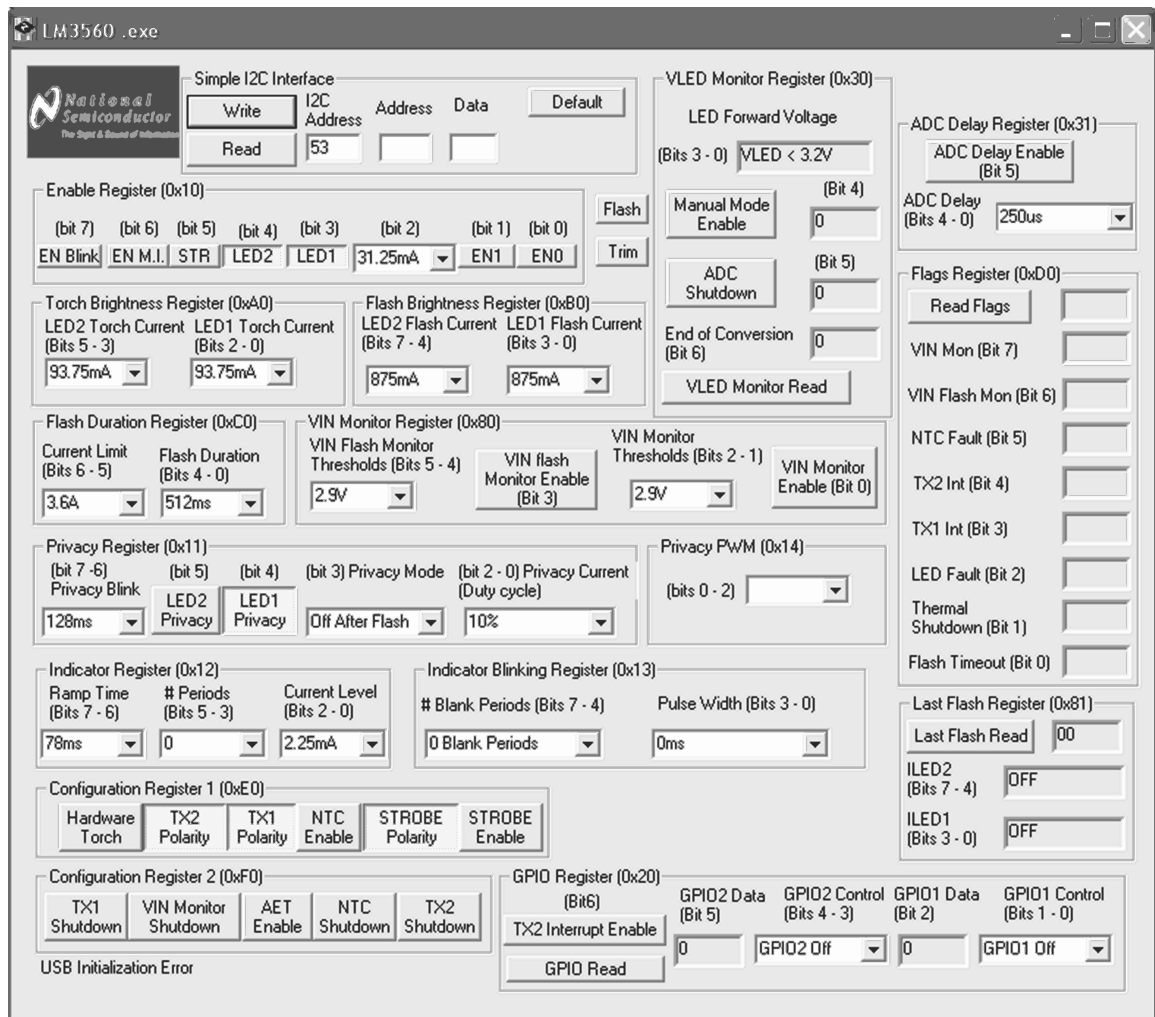 LM3560 .exe
National
Semiconductor
The Sight & Sound of Information
Simple I2C Interface
Write
Read
I2C
Address
53
Address
Data
Default
Enable Register (0x10)
(bit 7)
(bit 6)
(bit 5)
(bit 4)
(bit 3)
(bit 2)
(bit 1)
(bit 0)
EN Blink
EN M.I.
STR
LED2
LED1
31.25mA
EN1
EN0
Flash
Trim
VLED Monitor Register (0x30)
LED Forward Voltage
(Bits 3 - 0)
VLED < 3.2V
Manual Mode
Enable
(Bit 4)
0
ADC
Shutdown
(Bit 5)
0
End of Conversion
(Bit 6)
0
VLED Monitor Read
ADC Delay Register (0x31)
ADC Delay Enable
(Bit 5)
ADC Delay
(Bits 4 - 0)
250us
Torch Brightness Register (0xA0)
LED2 Torch Current
(Bits 5 - 3)
93.75mA
LED1 Torch Current
(Bits 2 - 0)
93.75mA
Flash Brightness Register (0xB0)
LED2 Flash Current
(Bits 7 - 4)
875mA
LED1 Flash Current
(Bits 3 - 0)
875mA
Flags Register (0xD0)
Read Flags
VIN Mon (Bit 7)
VIN Flash Mon (Bit 6)
NTC Fault (Bit 5)
TX2 Int (Bit 4)
TX1 Int (Bit 3)
LED Fault (Bit 2)
Thermal
Shutdown (Bit 1)
Flash Timeout (Bit 0)
Flash Duration Register (0xC0)
Current Limit
(Bits 6 - 5)
3.6A
Flash Duration
(Bits 4 - 0)
512ms
VIN Monitor Register (0x80)
VIN Flash Monitor
Thresholds (Bits 5 - 4)
2.9V
VIN flash
Monitor Enable
(Bit 3)
VIN Monitor
Thresholds (Bits 2 - 1)
2.9V
VIN Monitor
Enable (Bit 0)
Privacy Register (0x11)
(bit 7 -6)
Privacy Blink
128ms
(bit 5)
LED2
Privacy
(bit 4)
LED1
Privacy
(bit 3) Privacy Mode
Off After Flash
(bit 2 - 0) Privacy Current
(Duty cycle)
10%
Privacy PWM (0x14)
(bits 0 - 2)
Indicator Register (0x12)
Ramp Time
(Bits 7 - 6)
78ms
# Periods
(Bits 5 - 3)
0
Current Level
(Bits 2 - 0)
2.25mA
Indicator Blinking Register (0x13)
# Blank Periods (Bits 7 - 4)
0 Blank Periods
Pulse Width (Bits 3 - 0)
0ms
Last Flash Register (0x81)
Last Flash Read
00
ILED2
(Bits 7 - 4)
OFF
ILED1
(Bits 3 - 0)
OFF
Configuration Register 1 (0xE0)
Hardware
Torch
TX2
Polarity
TX1
Polarity
NTC
Enable
STROBE
Polarity
STROBE
Enable
Configuration Register 2 (0xF0)
TX1
Shutdown
VIN Monitor
Shutdown
AET
Enable
NTC
Shutdown
TX2
Shutdown
GPIO Register (0x20)
(Bit6)
TX2 Interrupt Enable
GPIO Read
GPIO2 Data
(Bit 5)
0
GPIO2 Control
(Bits 4 - 3)
GPIO2 Off
GPIO1 Data
(Bit 2)
0
GPIO1 Control
(Bits 1 - 0)
GPIO1 Off
USB Initialization Error